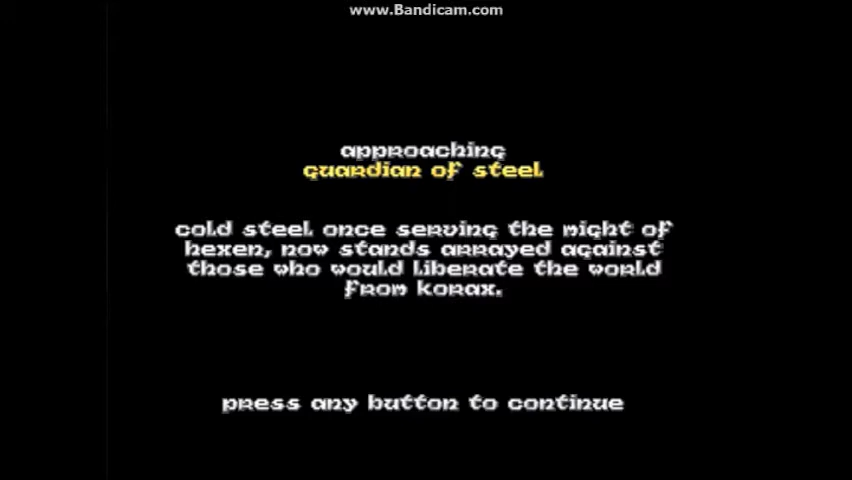 www.Bandicam.com
approaching
guardian of steel
cold steel once serving the might of
hexen, now stands arrayed against
those who would liberate the world
from korax.
press any button to continue